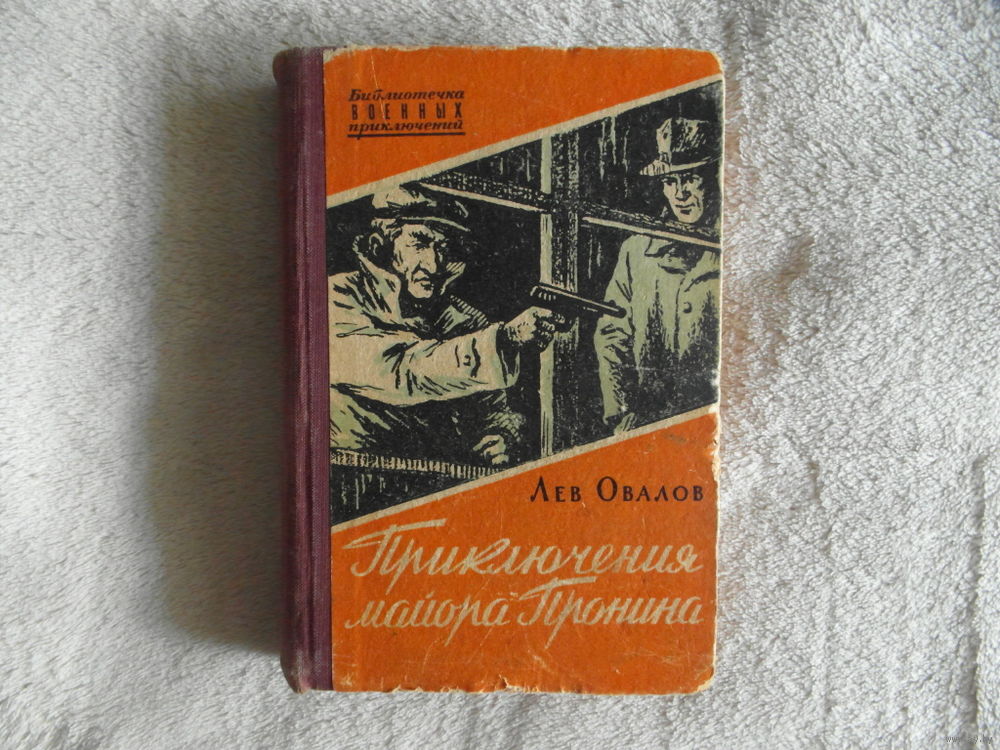 Библиотечка
ВОЕННЫХ
приключений
ЛЕВ ОВАЛОВ
Приключения
майора Пронина